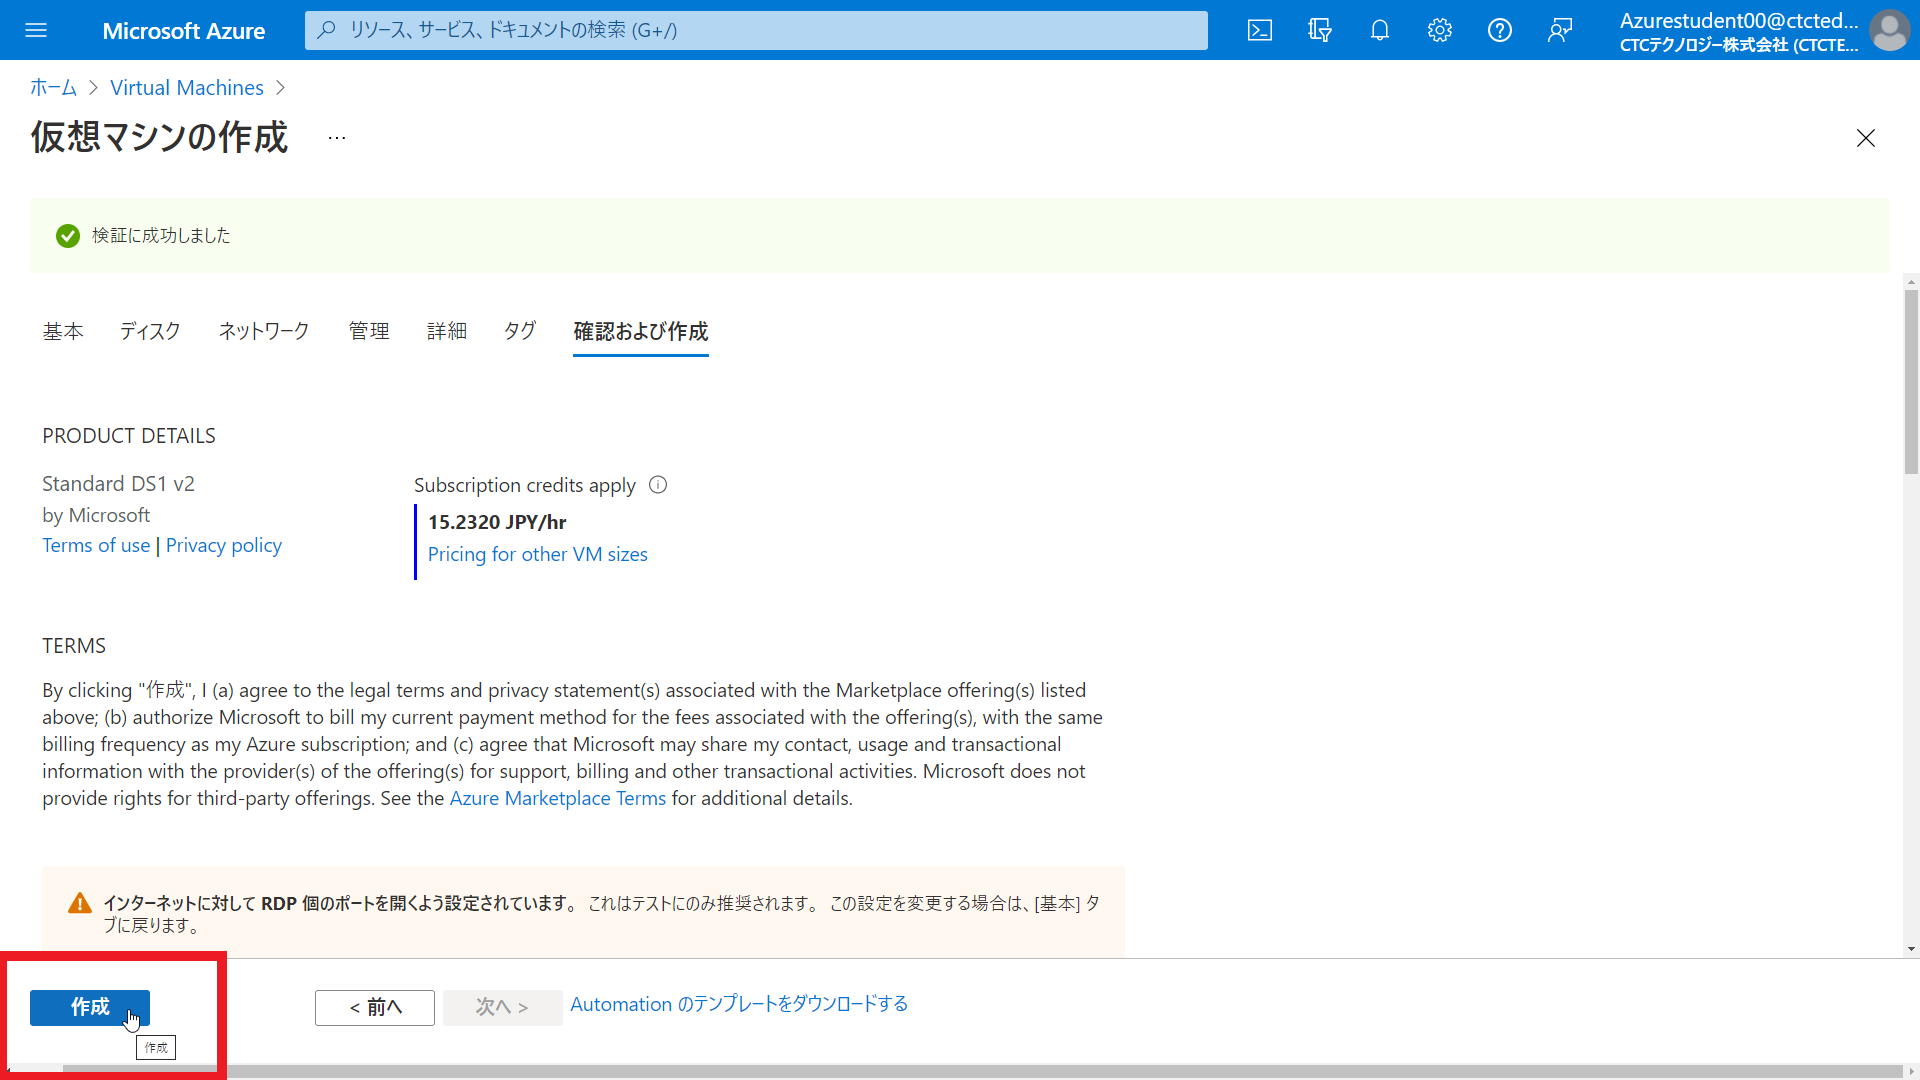 Microsoft Azure
リソース、サービス、ドキュメントの検索 (G+/)
Azurestudent00@ctcted...
CTCテクノロジー株式会社 (CTCTE...
ホーム > Virtual Machines >
仮想マシンの作成 ...
検証に成功しました
基本 ディスク ネットワーク 管理 詳細 タグ 確認および作成
PRODUCT DETAILS
Standard DS1 v2
by Microsoft
Terms of use | Privacy policy
Subscription credits apply
15.2320 JPY/hr
Pricing for other VM sizes
TERMS
By clicking "作成", I (a) agree to the legal terms and privacy statement(s) associated with the Marketplace offering(s) listed
above; (b) authorize Microsoft to bill my current payment method for the fees associated with the offering(s), with the same
billing frequency as my Azure subscription; and (c) agree that Microsoft may share my contact, usage and transactional
information with the provider(s) of the offering(s) for support, billing and other transactional activities. Microsoft does not
provide rights for third-party offerings. See the Azure Marketplace Terms for additional details.
インターネットに対して RDP 個のポートを開くよう設定されています。 これはテストにのみ推奨されます。 この設定を変更する場合は、[基本] タ
ブに戻ります。
作成
< 前へ
次へ >
Automation のテンプレートをダウンロードする
作成